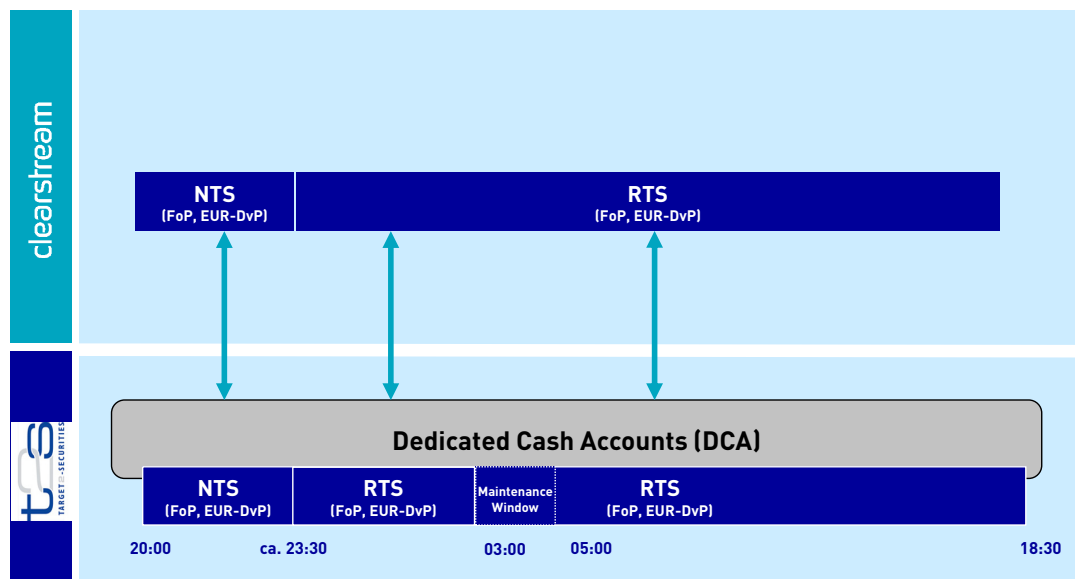 clearstream
NTS
(FoP, EUR-DvP)
RTS
(FoP, EUR-DvP)
t2s
TARGET2-SECURITIES
Dedicated Cash Accounts (DCA)
NTS
(FoP, EUR-DvP)
RTS
(FoP, EUR-DvP)
Maintenance
Window
RTS
(FoP, EUR-DvP)
20:00
ca. 23:30
03:00
05:00
18:30